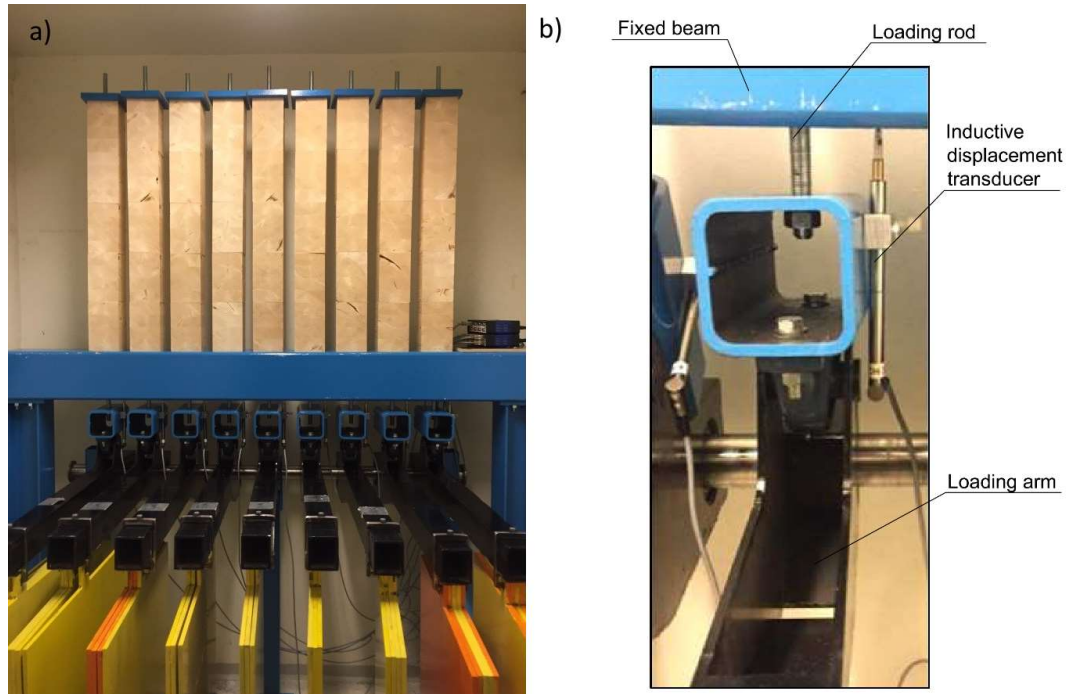 a)
b)
Fixed beam
Loading rod
Inductive
displacement
transducer
Loading arm